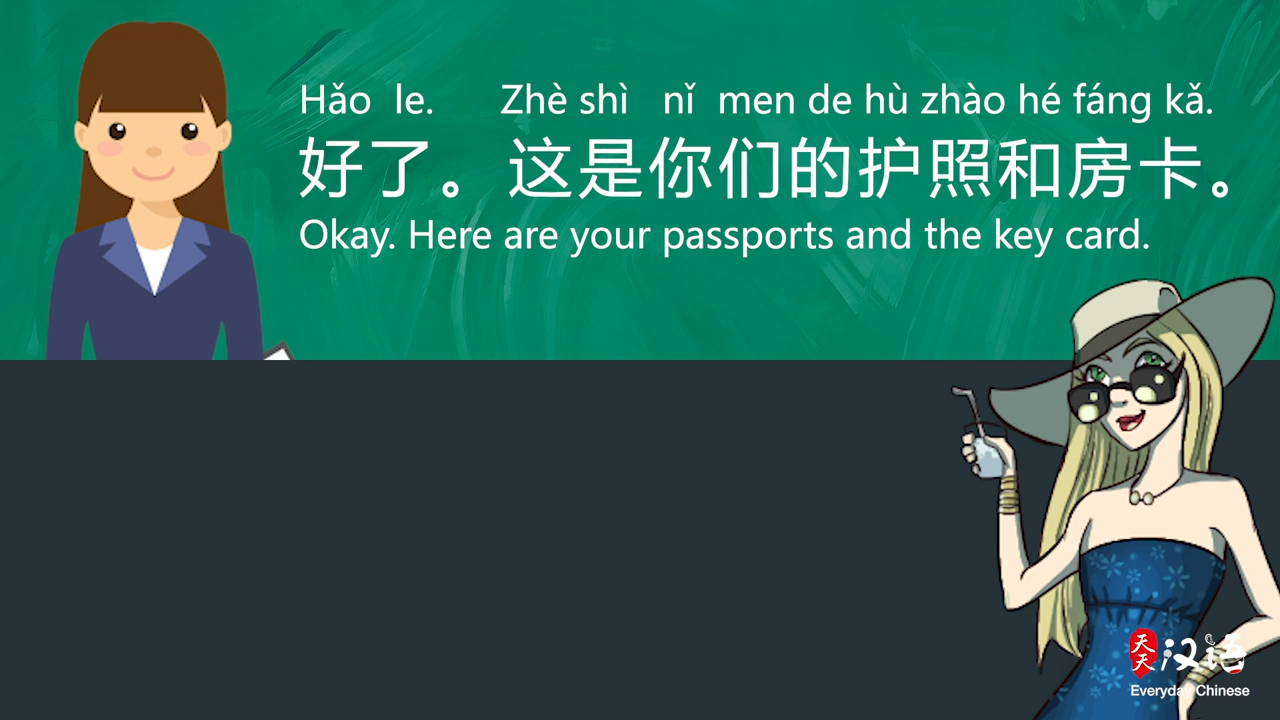 Hǎo le. Zhè shì nǐ men de hù zhào hé fáng kǎ.
好了。这是你们的护照和房卡。
Okay. Here are your passports and the key card.
天天汉语
Everyday Chinese